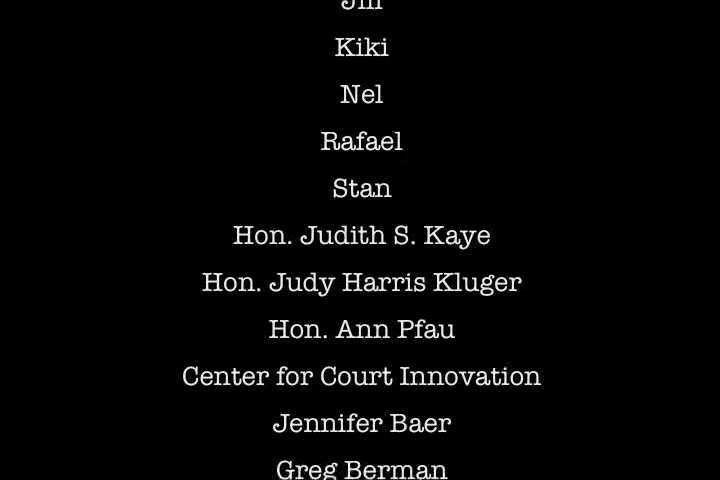 Kiki
Nel
Rafael
Stan
Hon. Judith S. Kaye
Hon. Judy Harris Kluger
Hon. Ann Pfau
Center for Court Innovation
Jennifer Baer
Greg Berman